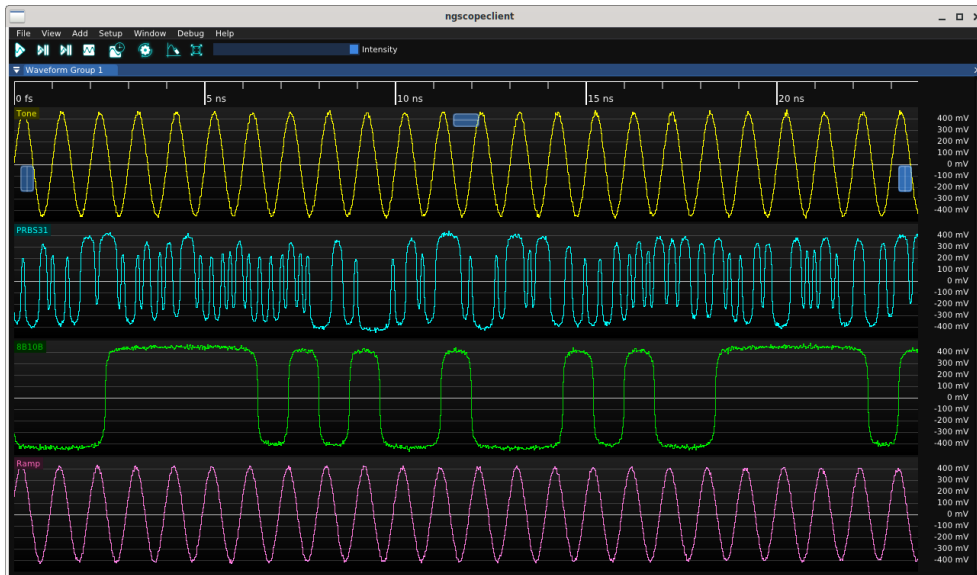 ngscopeclient
File View Add Setup Window Debug Help
Intensity
Waveform Group 1
0 fs 5 ns 10 ns 15 ns 20 ns
Tone
400 mV
300 mV
200 mV
100 mV
0 mV
-100 mV
-200 mV
-300 mV
-400 mV
PRBS31
400 mV
300 mV
200 mV
100 mV
0 mV
-100 mV
-200 mV
-300 mV
-400 mV
8B10B
400 mV
300 mV
200 mV
100 mV
0 mV
-100 mV
-200 mV
-300 mV
-400 mV
Ramp
400 mV
300 mV
200 mV
100 mV
0 mV
-100 mV
-200 mV
-300 mV
-400 mV